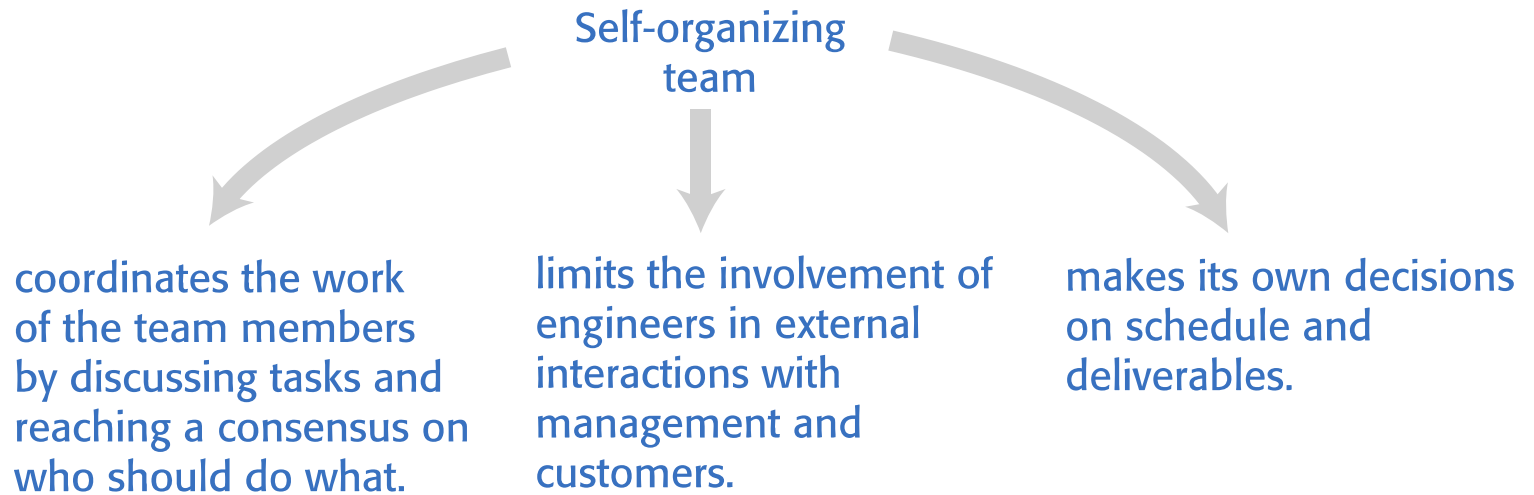 Self-organizing
team
coordinates the work
of the team members
by discussing tasks and
reaching a consensus on
who should do what.
limits the involvement of
engineers in external
interactions with
management and
customers.
makes its own decisions
on schedule and
deliverables.